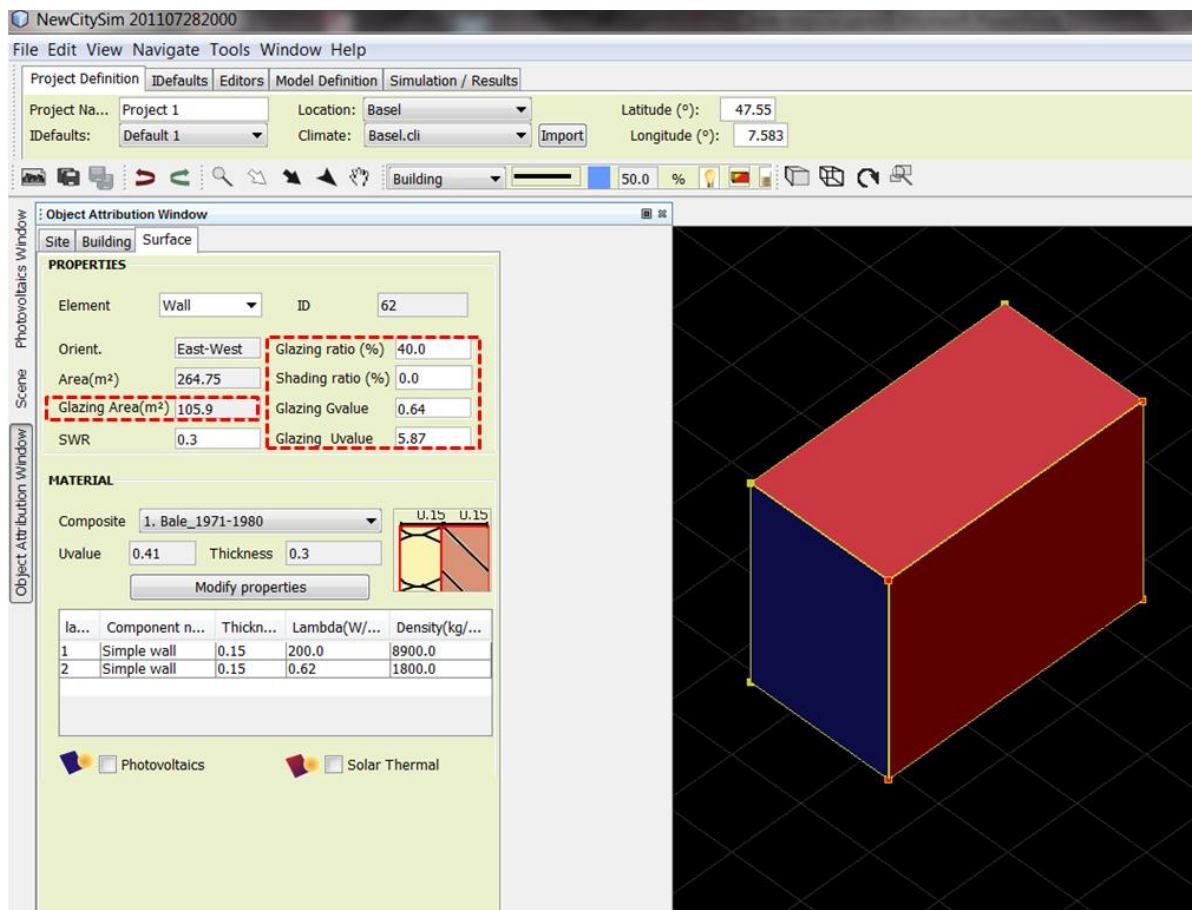 NewCitySim 201107282000
File Edit View Navigate Tools Window Help
Project Definition IDefaults Editors Model Definition Simulation / Results
Project Na... Project 1 Location: Basel Latitude (º): 47.55
IDefaults: Default 1 Climate: Basel.cli Import Longitude (º): 7.583
Building 50.0 %
Photovoltaics Window
Scene
Object Attribution Window
Object Attribution Window
Site Building Surface
PROPERTIES
Element Wall ID 62
Orient. East-West Glazing ratio (%) 40.0
Area(m²) 264.75 Shading ratio (%) 0.0
Glazing Area(m²) 105.9 Glazing Gvalue 0.64
SWR 0.3 Glazing Uvalue 5.87
MATERIAL
Composite 1. Bale_1971-1980 0.15 0.15
Uvalue 0.41 Thickness 0.3
Modify properties
la... Component n... Thickn... Lambda(W/... Density(kg/...
1 Simple wall 0.15 200.0 8900.0
2 Simple wall 0.15 0.62 1800.0
Photovoltaics Solar Thermal